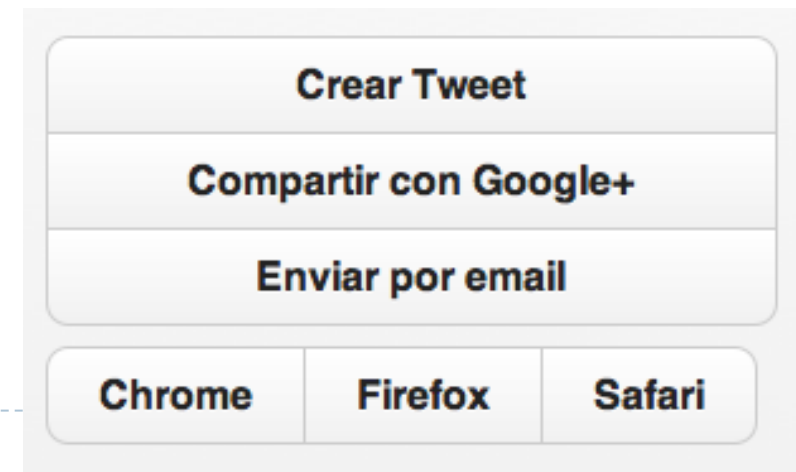 Crear Tweet
Compartir con Google+
Enviar por email
Chrome Firefox Safari